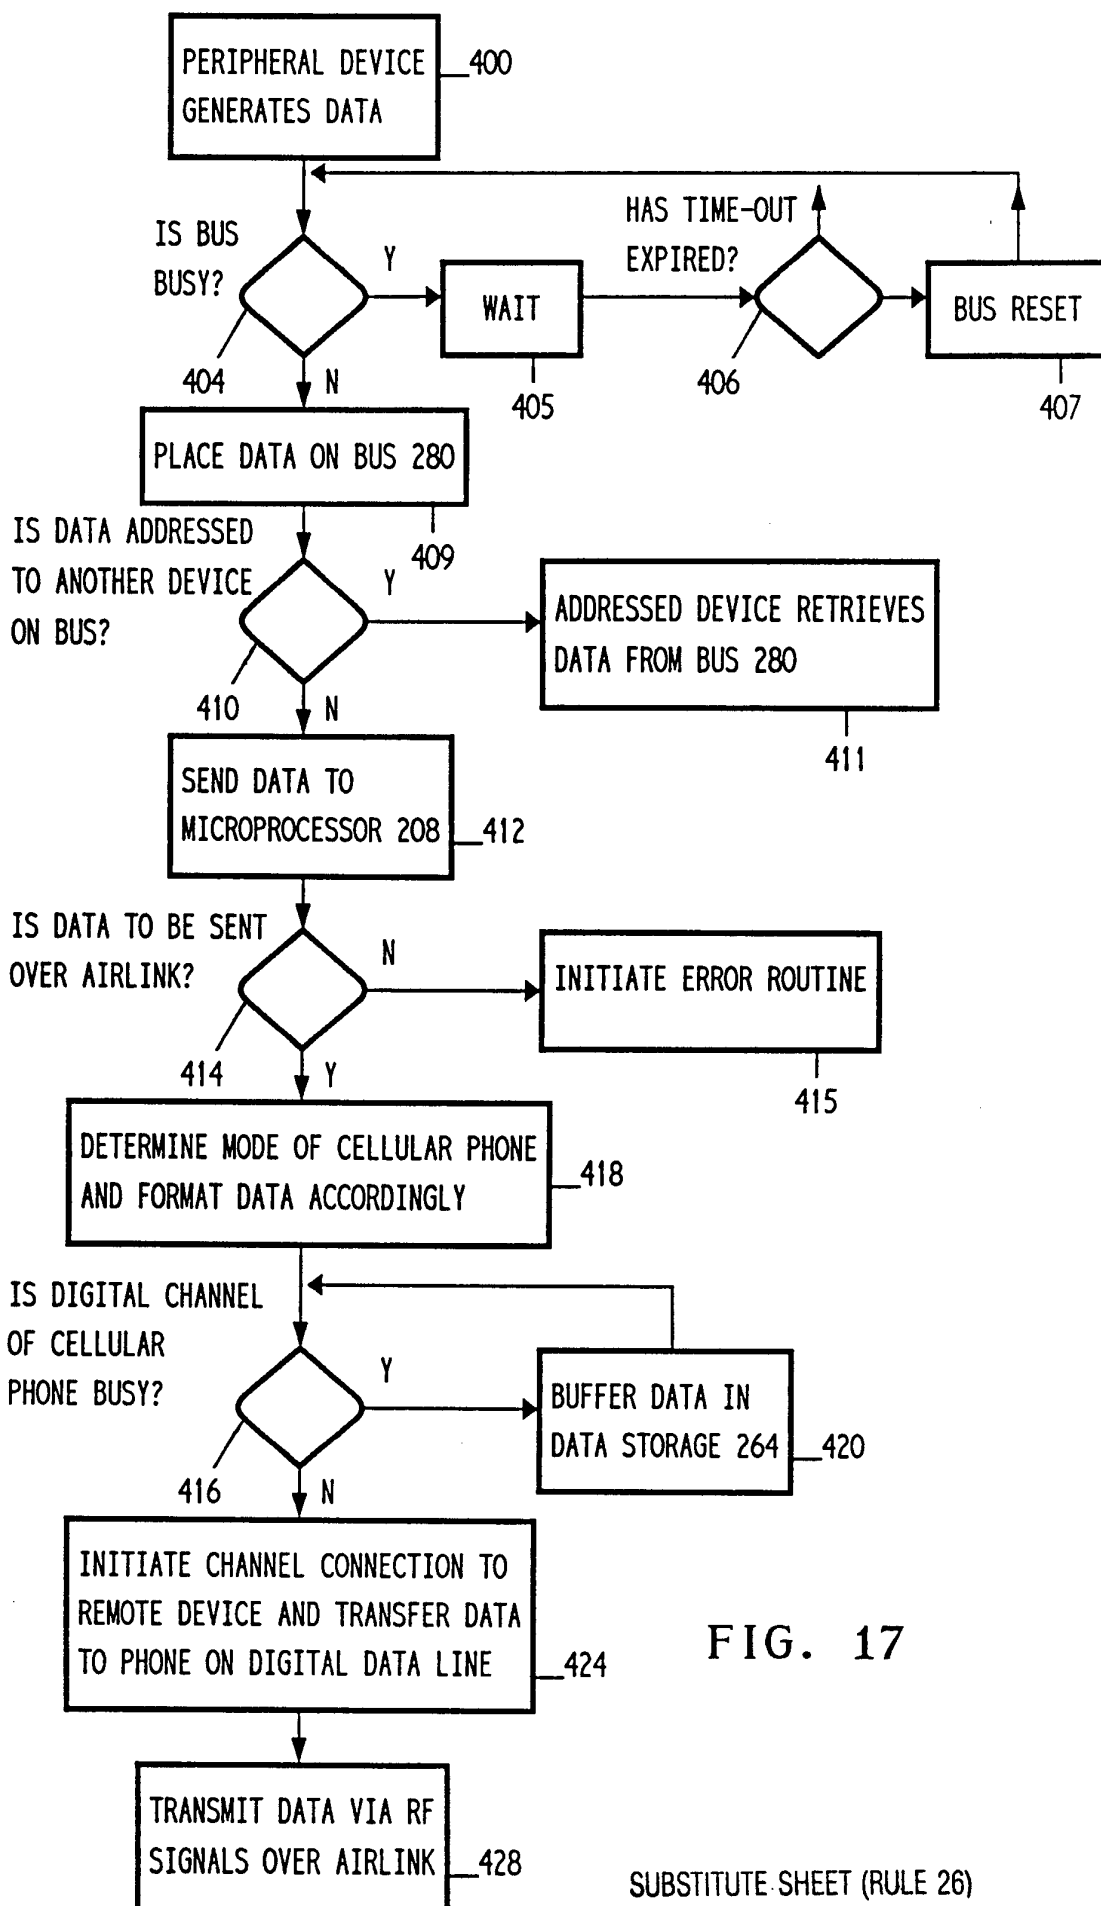 PERIPHERAL DEVICE
GENERATES DATA
400
IS BUS
BUSY?
Y
404
N
WAIT
405
HAS TIME-OUT
EXPIRED?
406
BUS RESET
407
PLACE DATA ON BUS 280
409
IS DATA ADDRESSED
TO ANOTHER DEVICE
ON BUS?
Y
410
N
ADDRESSED DEVICE RETRIEVES
DATA FROM BUS 280
411
SEND DATA TO
MICROPROCESSOR 208
412
IS DATA TO BE SENT
OVER AIRLINK?
N
414
Y
INITIATE ERROR ROUTINE
415
DETERMINE MODE OF CELLULAR PHONE
AND FORMAT DATA ACCORDINGLY
418
IS DIGITAL CHANNEL
OF CELLULAR
PHONE BUSY?
Y
416
N
BUFFER DATA IN
DATA STORAGE 264
420
INITIATE CHANNEL CONNECTION TO
REMOTE DEVICE AND TRANSFER DATA
TO PHONE ON DIGITAL DATA LINE
424
FIG. 17
TRANSMIT DATA VIA RF
SIGNALS OVER AIRLINK
428
SUBSTITUTE SHEET (RULE 26)